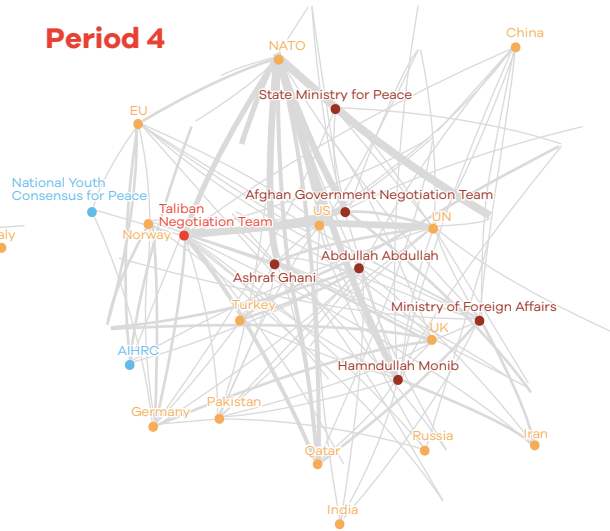 Period 4
China
NATO
State Ministry for Peace
EU
National Youth
Consensus for Peace
Taliban
Negotiation Team
Afghan Government Negotiation Team
US
UN
Norway
aly
Abdullah Abdullah
Ashraf Ghani
Turkey
Ministry of Foreign Affairs
UK
AIHRC
Hamndullah Monib
Pakistan
Germany
Russia
Iran
Qatar
India